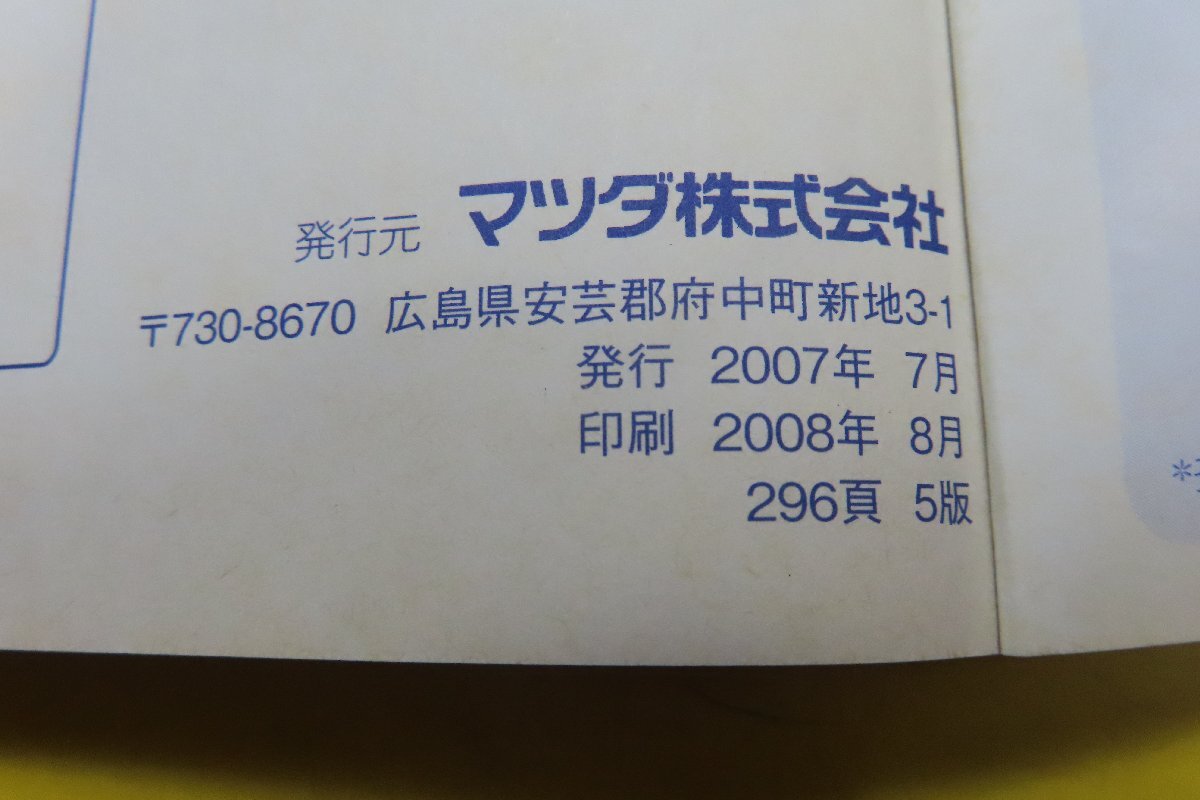 発行元 マツダ株式会社
〒730-8670 広島県安芸郡府中町新地3-1
発行 2007年 7月
印刷 2008年 8月
296頁 5版